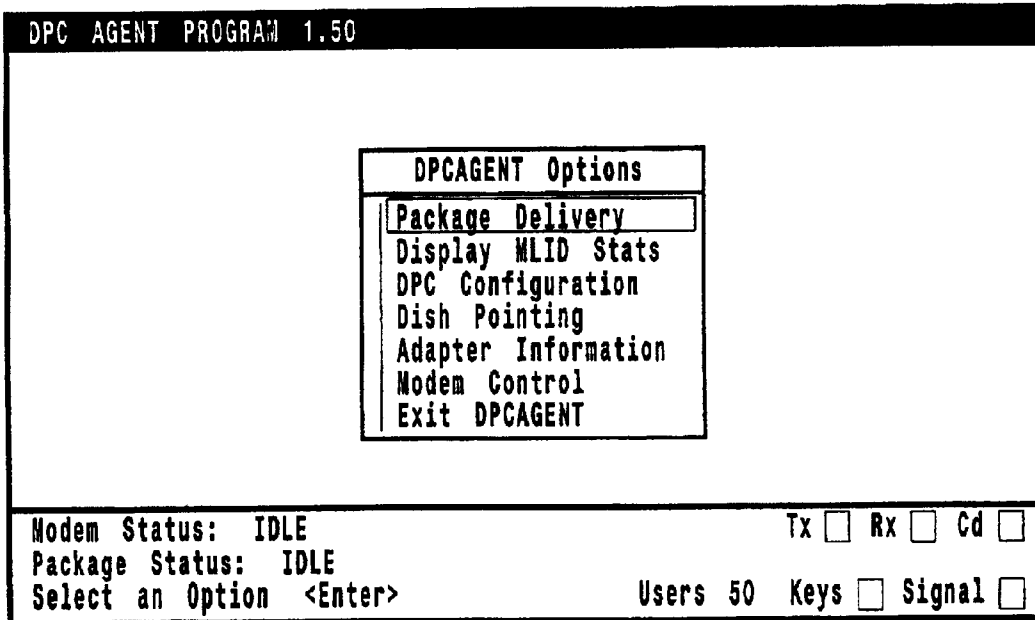 DPC AGENT PROGRAM 1.50
DPCAGENT Options
Package Delivery
Display MLID Stats
DPC Configuration
Dish Pointing
Adapter Information
Modem Control
Exit DPCAGENT
Modem Status: IDLE Tx Rx Cd
Package Status: IDLE
Select an Option <Enter> Users 50 Keys Signal